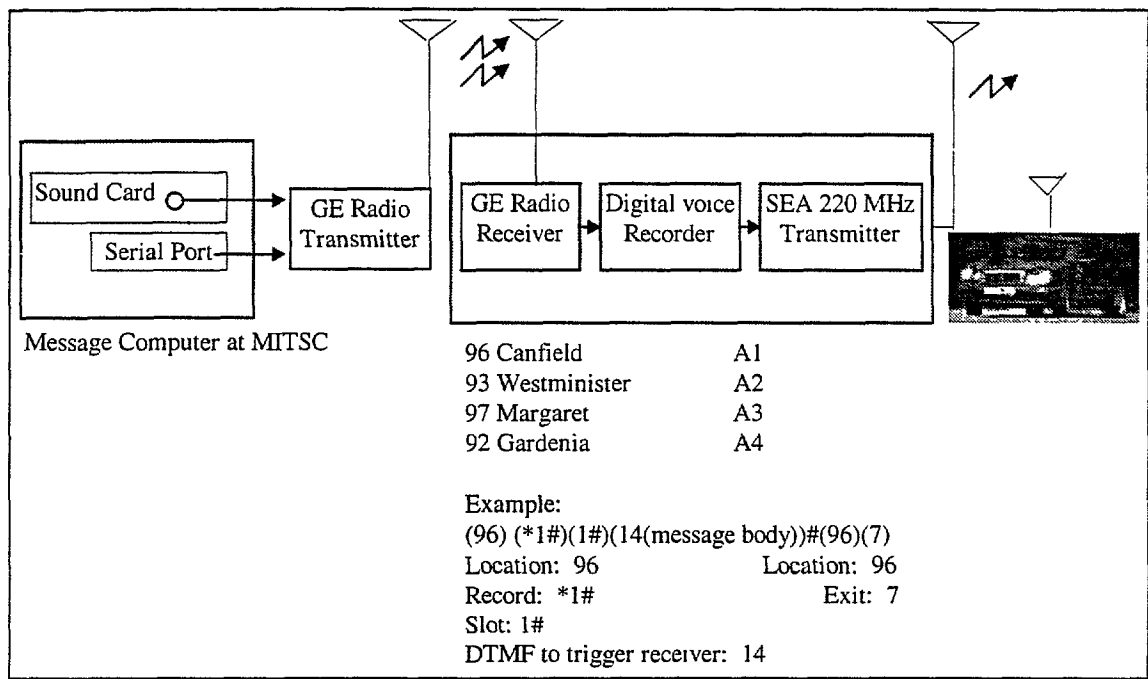 Sound Card
Serial Port
GE Radio
Transmitter
GE Radio
Receiver
Digital voice
Recorder
SEA 220 MHz
Transmitter
Message Computer at MITSC
96 Canfield A1
93 Westminister A2
97 Margaret A3
92 Gardenia A4
Example:
(96) (*1#)(1#)(14(message body))#(96)(7)
Location: 96 Location: 96
Record: *1# Exit: 7
Slot: 1#
DTMF to trigger receiver: 14